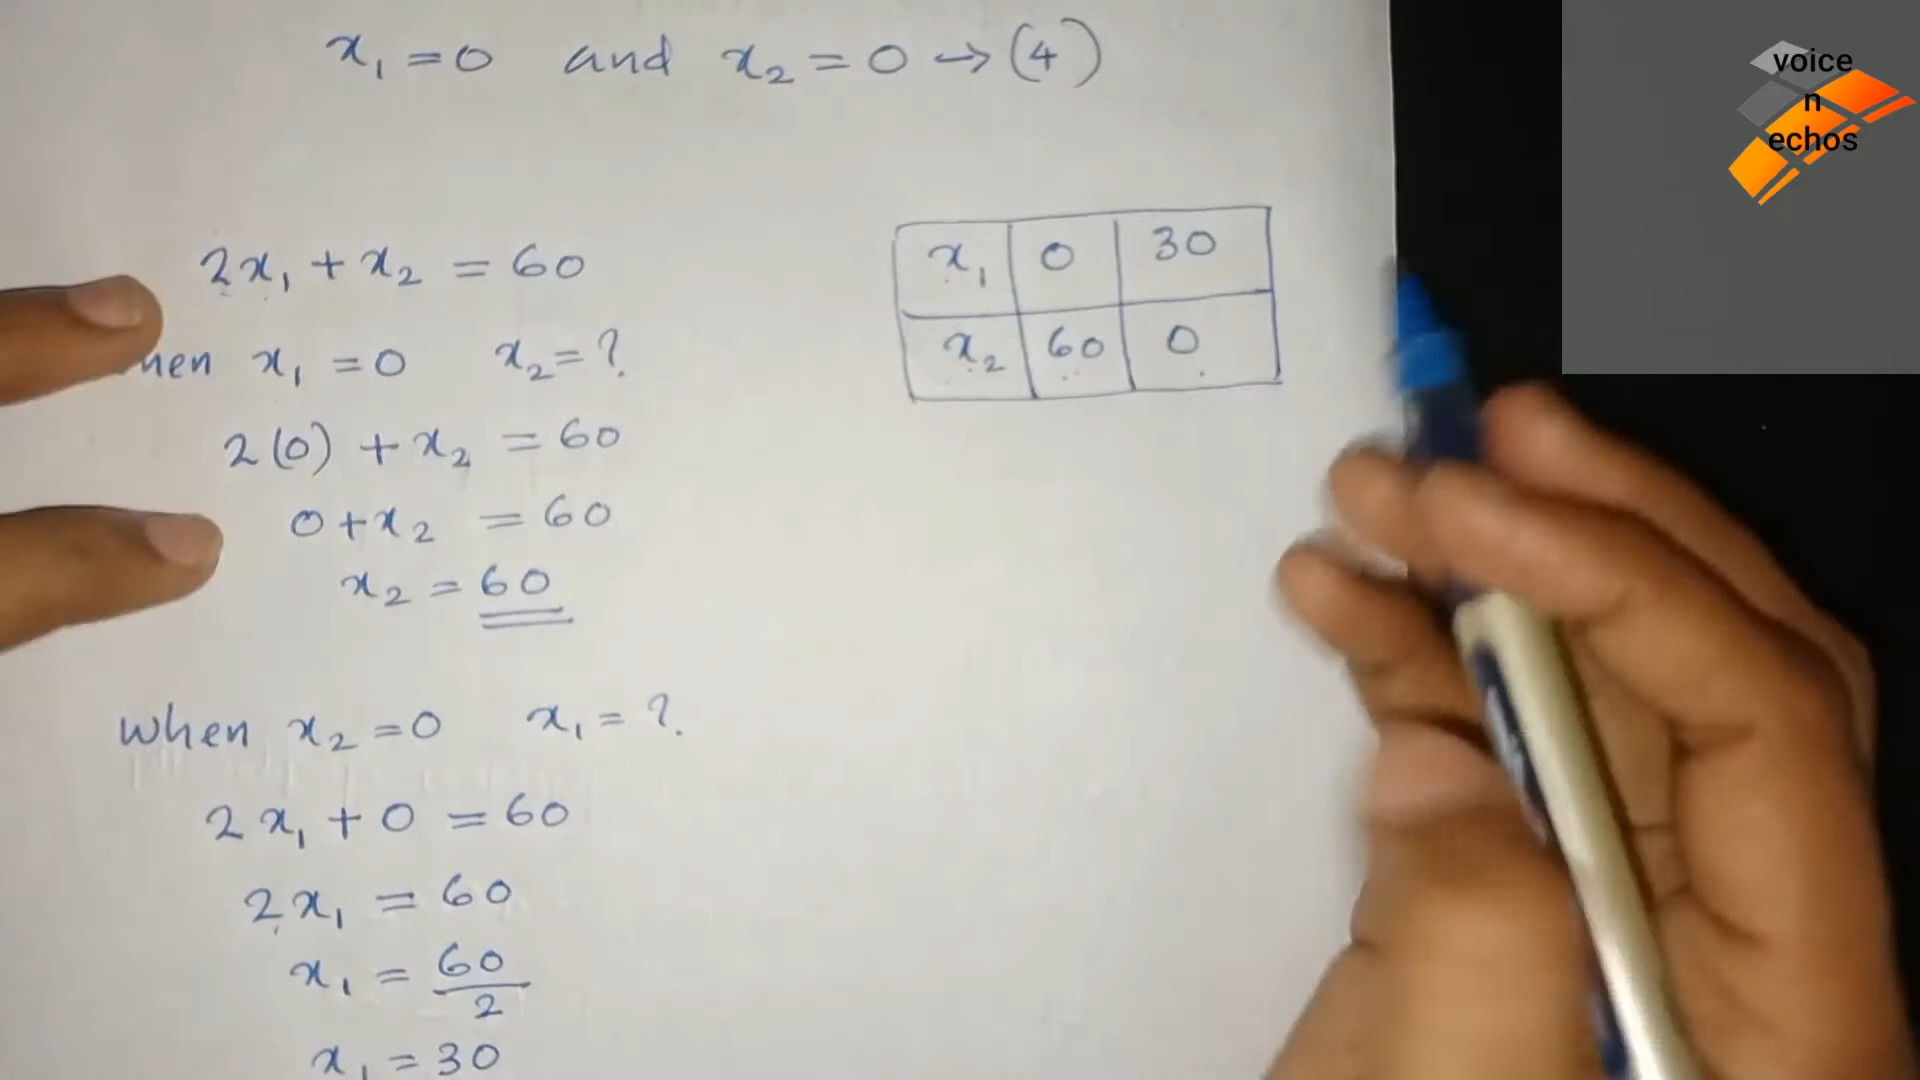 x₁ = 0 and x₂ = 0 → (4)
2x₁ + x₂ = 60
hen x₁ = 0 x₂ = ?
2(0) + x₂ = 60
0 + x₂ = 60
x₂ = 60
When x₂ = 0 x₁ = ?
2x₁ + 0 = 60
2x₁ = 60
x₁ = 60/2
x₁ = 30
x₁ 0 30
x₂ 60 0
voice
n
echos